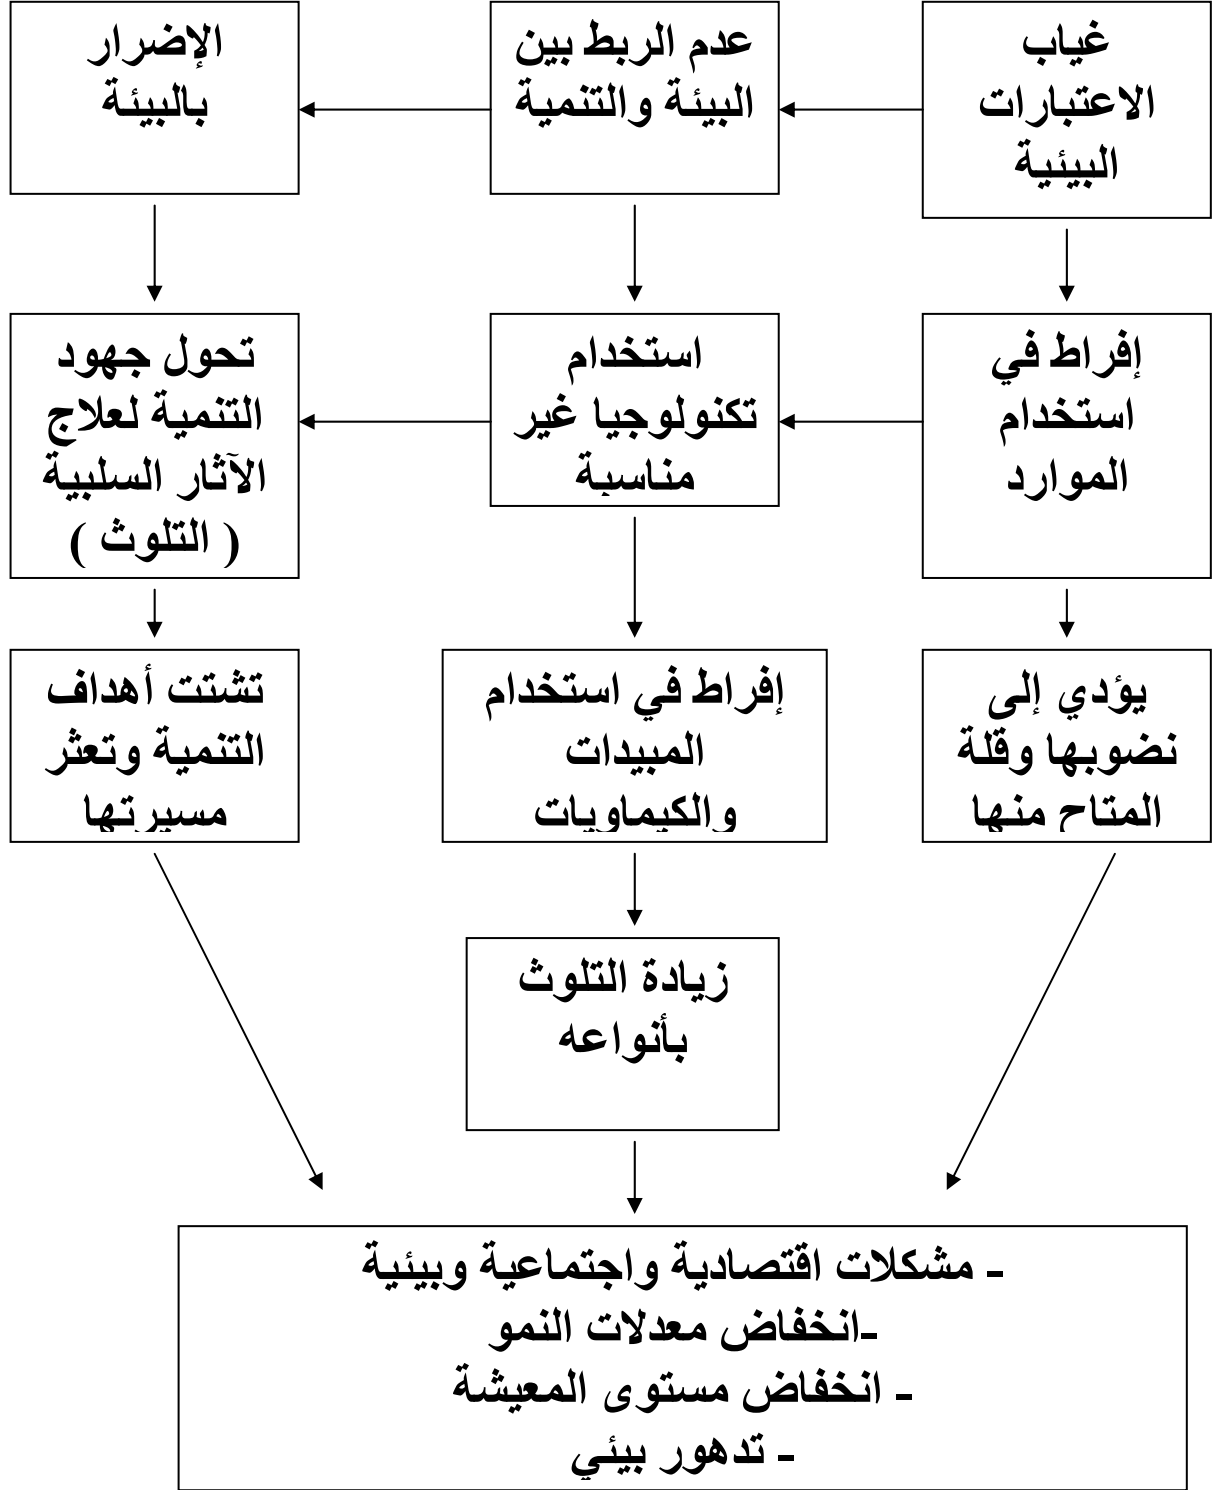 غياب
الاعتبارات
البيئية
عدم الربط بين
البيئة والتنمية
الإضرار
بالبيئة
إفراط في
استخدام
الموارد
استخدام
تكنولوجيا غير
مناسبة
تحول جهود
التنمية لعلاج
الآثار السلبية
( التلوث )
يؤدي إلى
نضوبها وقلة
المتاح منها
إفراط في استخدام
المبيدات
والكيماويات
تشتت أهداف
التنمية وتعثر
مسيرتها
زيادة التلوث
بأنواعه
- مشكلات اقتصادية واجتماعية وبيئية
-انخفاض معدلات النمو
- انخفاض مستوى المعيشة
- تدهور بيئي